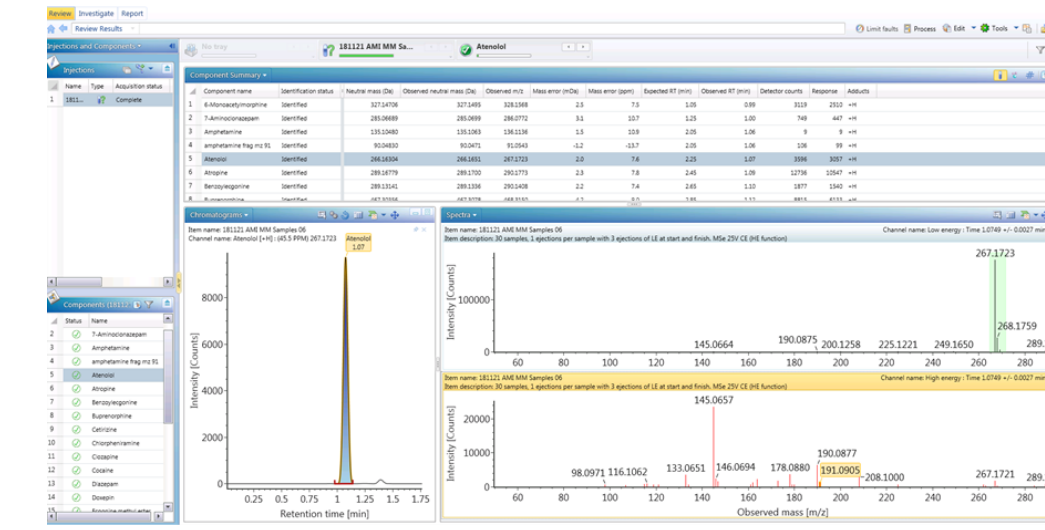 Review Investigate Report
Review Results
Limit faults Process Edit Tools
Injections and Components
No tray 181121 AMI MM Sa... Atenolol
Injections
Name Type Acquisition status
1 1811... Complete
Component Summary
Component name Identification status Neutral mass (Da) Observed neutral mass (Da) Observed m/z Mass error (mDa) Mass error (ppm) Expected RT (min) Observed RT (min) Detector counts Response Adducts
1 6-Monoacetylmorphine Identified 327.14706 327.1495 328.1568 2.5 7.5 1.05 0.99 3119 2510 +H
2 7-Aminoclonazepam Identified 285.06689 285.0699 286.0772 3.1 10.7 1.25 1.00 749 447 +H
3 Amphetamine Identified 135.10480 135.1063 136.1136 1.5 10.9 2.05 1.06 9 9 +H
4 amphetamine frag mz 91 Identified 90.04830 90.0471 91.0543 -1.2 -13.7 2.05 1.06 106 99 +H
5 Atenolol Identified 266.16304 266.1651 267.1723 2.0 7.6 2.25 1.07 3596 3057 +H
6 Atropine Identified 289.16779 289.1700 290.1773 2.3 7.8 2.45 1.09 12736 10547 +H
7 Benzoylecgonine Identified 289.13141 289.1336 290.1408 2.2 7.4 2.65 1.10 1877 1540 +H
8 Buprenorphine Identified
Components (18112
Status Name
2 7-Aminoclonazepam
3 Amphetamine
4 amphetamine frag mz 91
5 Atenolol
6 Atropine
7 Benzoylecgonine
8 Buprenorphine
9 Cetirizine
10 Chlorpheniramine
11 Clozapine
12 Cocaine
13 Diazepam
14 Doxepin
15
Chromatograms
Item name: 181121 AMI MM Samples 06
Channel name: Atenolol [+H] : (45.5 PPM) 267.1723
Atenolol
1.07
Intensity [Counts]
8000
6000
4000
2000
0
0.25 0.5 0.75 1 1.25 1.5 1.75
Retention time [min]
Spectra
Item name: 181121 AMI MM Samples 06 Channel name: Low energy : Time 1.0749 +/- 0.0027 min
Item description: 30 samples, 1 ejections per sample with 3 ejections of LE at start and finish. MSe 25V CE (HE function)
Intensity [Counts]
100000
0
267.1723
268.1759
145.0664 190.0875 200.1258 225.1221 249.1650 289.
60 80 100 120 140 160 180 200 220 240 260 280
Item name: 181121 AMI MM Samples 06 Channel name: High energy : Time 1.0749 +/- 0.0027 min
Item description: 30 samples, 1 ejections per sample with 3 ejections of LE at start and finish. MSe 25V CE (HE function)
Intensity [Counts]
20000
10000
0
145.0657
190.0877
98.0971 116.1062 133.0651 146.0694 178.0880 191.0905 208.1000 267.1721 289.
60 80 100 120 140 160 180 200 220 240 260 280
Observed mass [m/z]